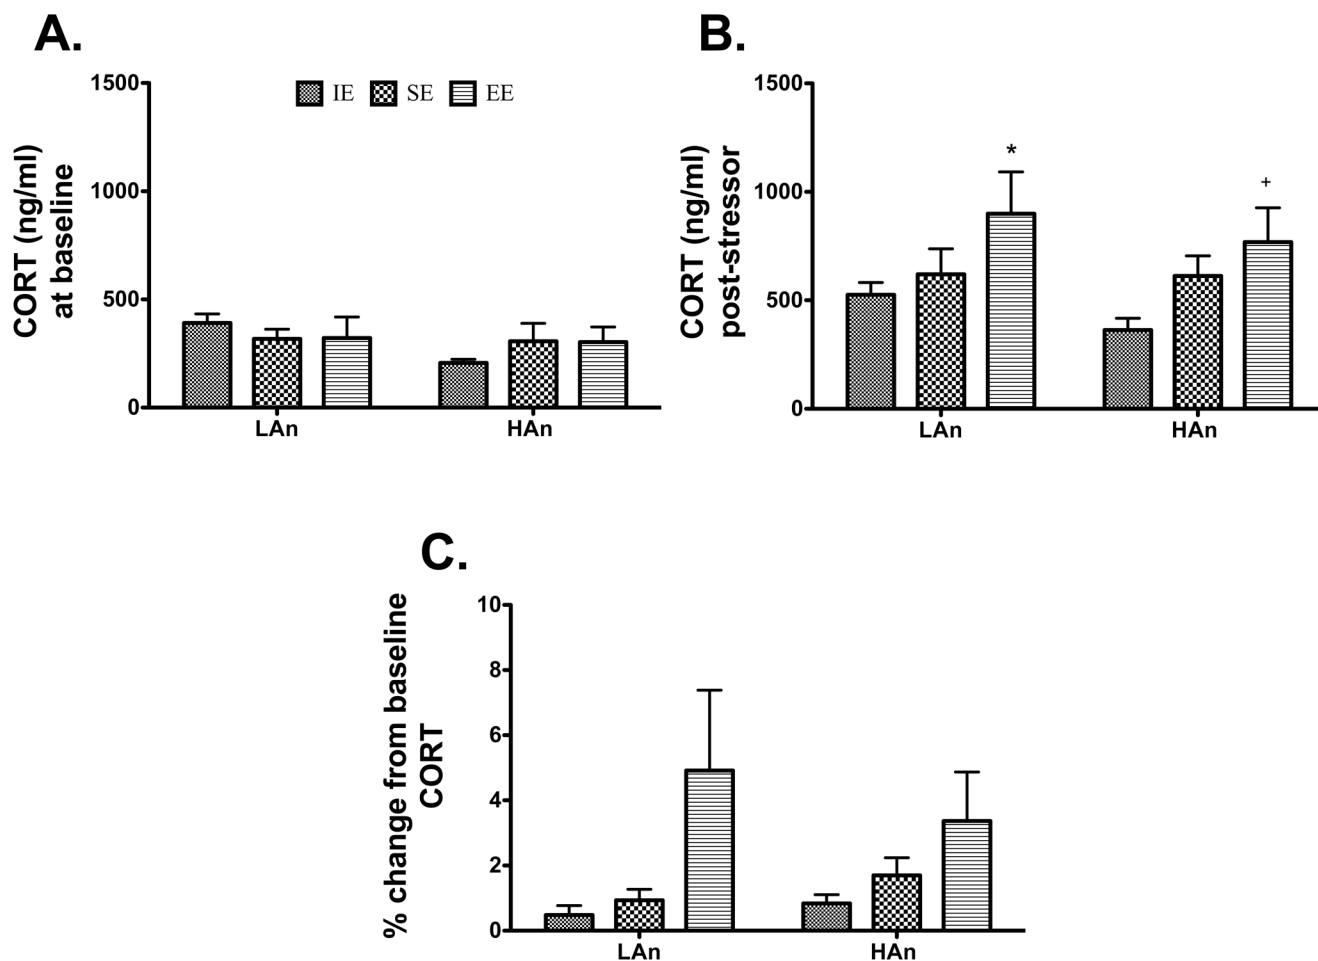 A.
CORT (ng/ml)
at baseline
1500
1000
500
0
IE SE EE
LAn HAn
B.
CORT (ng/ml)
post-stressor
1500
1000
500
0
*
+
LAn HAn
C.
% change from baseline
CORT
10
8
6
4
2
0
LAn HAn